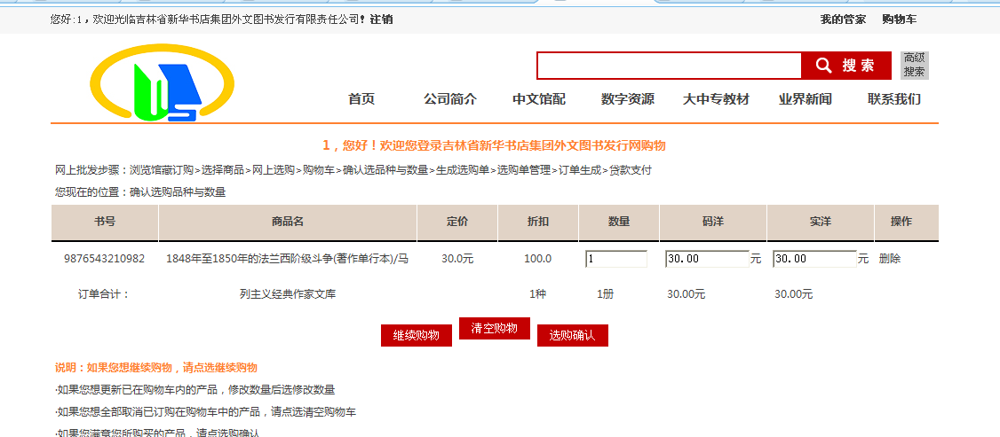 您好:1，欢迎光临吉林省新华书店集团外文图书发行有限责任公司! 注销 我的管家 购物车
搜 索 高级搜索
首页 公司简介 中文馆配 数字资源 大中专教材 业界新闻 联系我们
1，您好！欢迎您登录吉林省新华书店集团外文图书发行网购物
网上批发步骤：浏览馆藏订购>选择商品>网上选购>购物车>确认选品种与数量>生成选购单>选购单管理>订单生成>贷款支付
您现在的位置：确认选购品种与数量
书号 商品名 定价 折扣 数量 码洋 实洋 操作
9876543210982 1848年至1850年的法兰西阶级斗争(著作单行本)/马 30.0元 100.0 1 30.00 元 30.00 元 删除
订单合计： 列主义经典作家文库 1种 1册 30.00元 30.00元
继续购物 清空购物 选购确认
说明：如果您想继续购物，请点选继续购物
·如果您想更新已在购物车内的产品，修改数量后选修改数量
·如果您想全部取消已订购在购物车中的产品，请点选清空购物车
·如果您满意您所购买的产品，请点选购确认